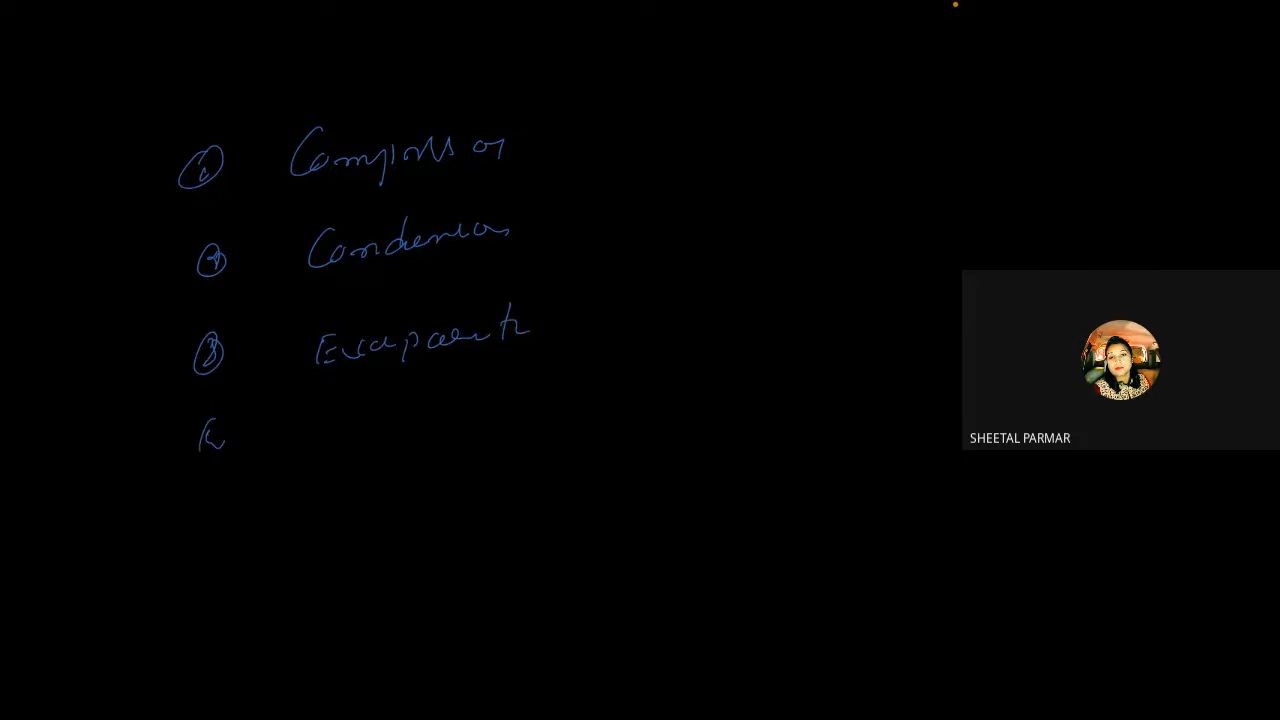 ① Compressor
② Condenser
③ Evaporator
SHEETAL PARMAR